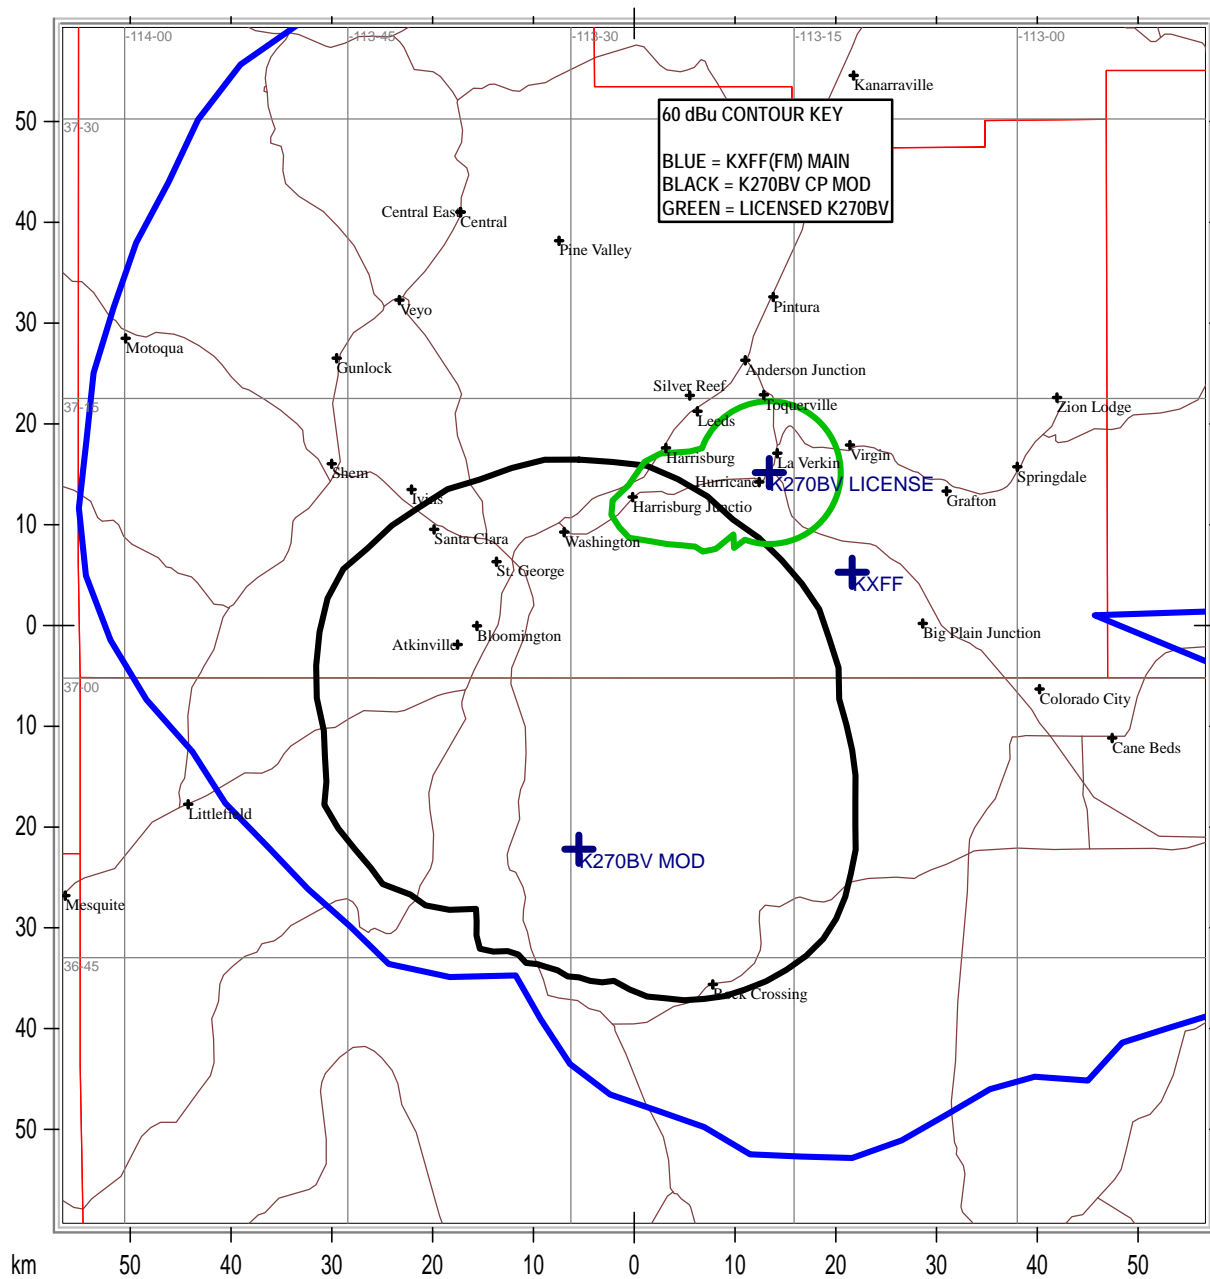 -114-00
-113-45
-113-30
-113-15
-113-00
Kanarraville
60 dBu CONTOUR KEY
BLUE = KXFF(FM) MAIN
BLACK = K270BV CP MOD
GREEN = LICENSED K270BV
50
37-30
Central Eas
Central
40
Pine Valley
30
Veyo
Pintura
Motoqua
Gunlock
Anderson Junction
Silver Reef
37-15
Toquerville
Zion Lodge
20
Leeds
Harrisburg
La Verkin
Virgin
Shem
Springdale
Hurricane
K270BV LICENSE
Ivins
Grafton
Harrisburg Junctio
10
Santa Clara
Washington
St. George
KXFF
0
Bloomington
Big Plain Junction
Atkinville
37-00
Colorado City
10
Cane Beds
Littlefield
20
K270BV MOD
Mesquite
30
36-45
Crossing
40
50
km
50
40
30
20
10
0
10
20
30
40
50